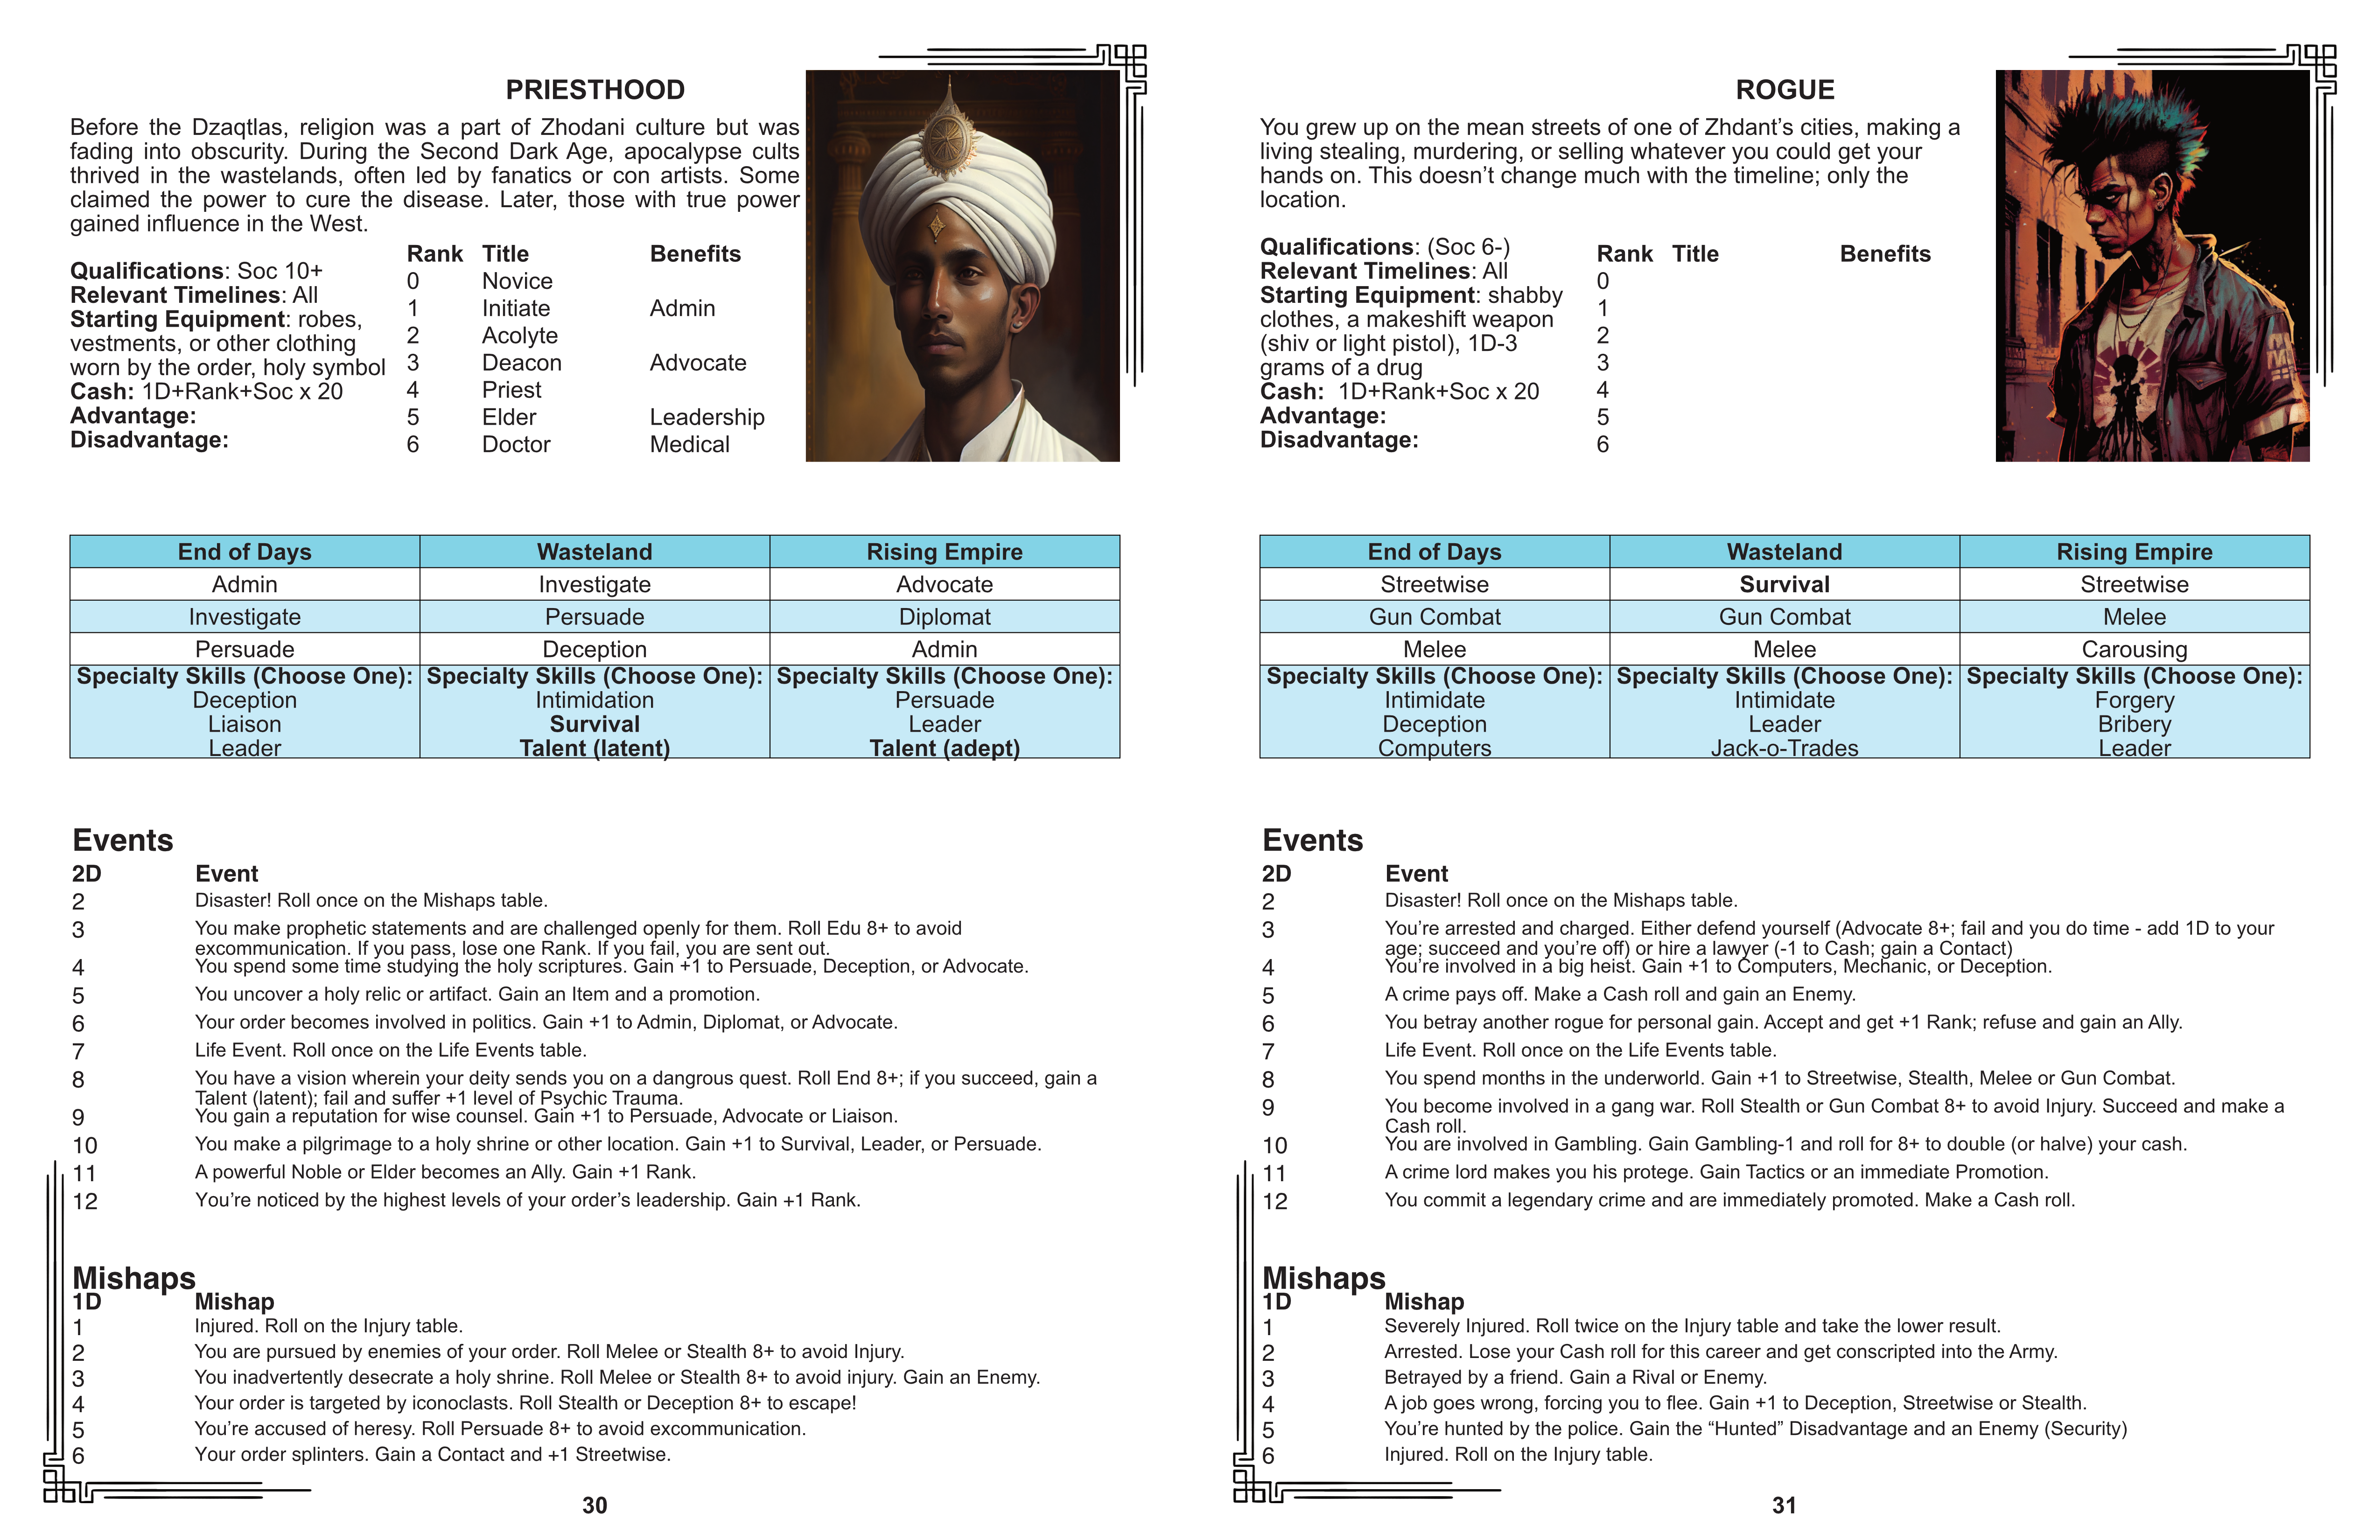 PRIESTHOOD
Before the Dzaqtlas, religion was a part of Zhodani culture but was
fading into obscurity. During the Second Dark Age, apocalypse cults
thrived in the wastelands, often led by fanatics or con artists. Some
claimed the power to cure the disease. Later, those with true power
gained influence in the West.
Qualifications: Soc 10+
Relevant Timelines: All
Starting Equipment: robes,
vestments, or other clothing
worn by the order, holy symbol
Cash: 1D+Rank+Soc x 20
Advantage:
Disadvantage:
Rank Title Benefits
0 Novice
1 Initiate Admin
2 Acolyte
3 Deacon Advocate
4 Priest
5 Elder Leadership
6 Doctor Medical
End of Days Wasteland Rising Empire
Admin Investigate Advocate
Investigate Persuade Diplomat
Persuade Deception Admin
Specialty Skills (Choose One): Specialty Skills (Choose One): Specialty Skills (Choose One):
Deception Intimidation Persuade
Liaison Survival Leader
Leader Talent (latent) Talent (adept)
Events
2D Event
2 Disaster! Roll once on the Mishaps table.
3 You make prophetic statements and are challenged openly for them. Roll Edu 8+ to avoid
excommunication. If you pass, lose one Rank. If you fail, you are sent out.
4 You spend some time studying the holy scriptures. Gain +1 to Persuade, Deception, or Advocate.
5 You uncover a holy relic or artifact. Gain an Item and a promotion.
6 Your order becomes involved in politics. Gain +1 to Admin, Diplomat, or Advocate.
7 Life Event. Roll once on the Life Events table.
8 You have a vision wherein your deity sends you on a dangrous quest. Roll End 8+; if you succeed, gain a
Talent (latent); fail and suffer +1 level of Psychic Trauma.
9 You gain a reputation for wise counsel. Gain +1 to Persuade, Advocate or Liaison.
10 You make a pilgrimage to a holy shrine or other location. Gain +1 to Survival, Leader, or Persuade.
11 A powerful Noble or Elder becomes an Ally. Gain +1 Rank.
12 You're noticed by the highest levels of your order's leadership. Gain +1 Rank.
Mishaps
1D Mishap
1 Injured. Roll on the Injury table.
2 You are pursued by enemies of your order. Roll Melee or Stealth 8+ to avoid Injury.
3 You inadvertently desecrate a holy shrine. Roll Melee or Stealth 8+ to avoid injury. Gain an Enemy.
4 Your order is targeted by iconoclasts. Roll Stealth or Deception 8+ to escape!
5 You're accused of heresy. Roll Persuade 8+ to avoid excommunication.
6 Your order splinters. Gain a Contact and +1 Streetwise.
30
ROGUE
You grew up on the mean streets of one of Zhdant's cities, making a
living stealing, murdering, or selling whatever you could get your
hands on. This doesn't change much with the timeline; only the
location.
Qualifications: (Soc 6-)
Relevant Timelines: All
Starting Equipment: shabby
clothes, a makeshift weapon
(shiv or light pistol), 1D-3
grams of a drug
Cash: 1D+Rank+Soc x 20
Advantage:
Disadvantage:
Rank Title Benefits
0
1
2
3
4
5
6
End of Days Wasteland Rising Empire
Streetwise Survival Streetwise
Gun Combat Gun Combat Melee
Melee Melee Carousing
Specialty Skills (Choose One): Specialty Skills (Choose One): Specialty Skills (Choose One):
Intimidate Intimidate Forgery
Deception Leader Bribery
Computers Jack-o-Trades Leader
Events
2D Event
2 Disaster! Roll once on the Mishaps table.
3 You're arrested and charged. Either defend yourself (Advocate 8+; fail and you do time - add 1D to your
age; succeed and you're off) or hire a lawyer (-1 to Cash; gain a Contact)
4 You're involved in a big heist. Gain +1 to Computers, Mechanic, or Deception.
5 A crime pays off. Make a Cash roll and gain an Enemy.
6 You betray another rogue for personal gain. Accept and get +1 Rank; refuse and gain an Ally.
7 Life Event. Roll once on the Life Events table.
8 You spend months in the underworld. Gain +1 to Streetwise, Stealth, Melee or Gun Combat.
9 You become involved in a gang war. Roll Stealth or Gun Combat 8+ to avoid Injury. Succeed and make a
Cash roll.
10 You are involved in Gambling. Gain Gambling-1 and roll for 8+ to double (or halve) your cash.
11 A crime lord makes you his protege. Gain Tactics or an immediate Promotion.
12 You commit a legendary crime and are immediately promoted. Make a Cash roll.
Mishaps
1D Mishap
1 Severely Injured. Roll twice on the Injury table and take the lower result.
2 Arrested. Lose your Cash roll for this career and get conscripted into the Army.
3 Betrayed by a friend. Gain a Rival or Enemy.
4 A job goes wrong, forcing you to flee. Gain +1 to Deception, Streetwise or Stealth.
5 You're hunted by the police. Gain the “Hunted” Disadvantage and an Enemy (Security)
6 Injured. Roll on the Injury table.
31